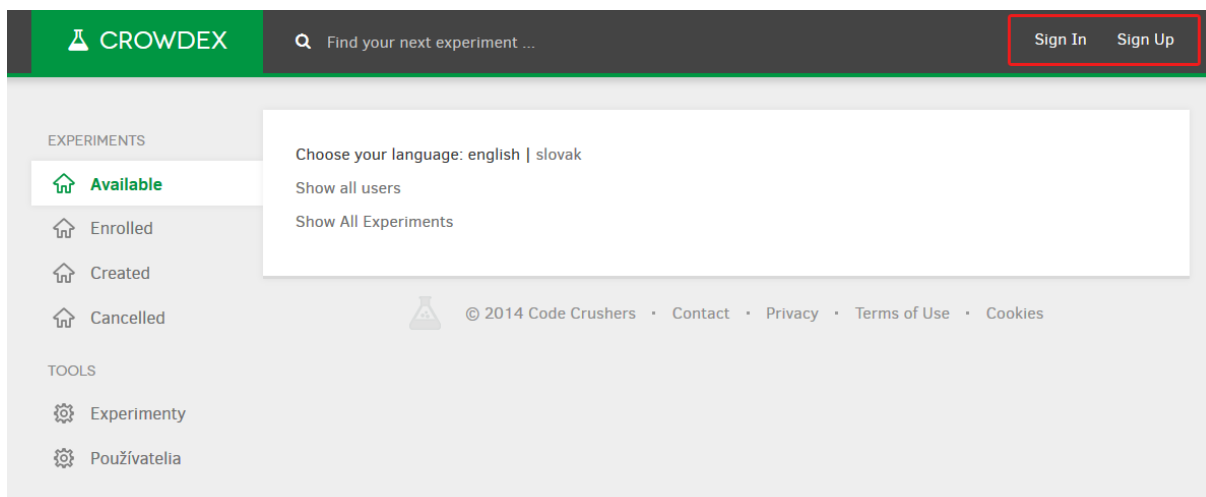 CROWDEX
Find your next experiment ...
Sign In Sign Up
EXPERIMENTS
Available
Enrolled
Created
Cancelled
TOOLS
Experimenty
Používatelia
Choose your language: english | slovak
Show all users
Show All Experiments
© 2014 Code Crushers · Contact · Privacy · Terms of Use · Cookies